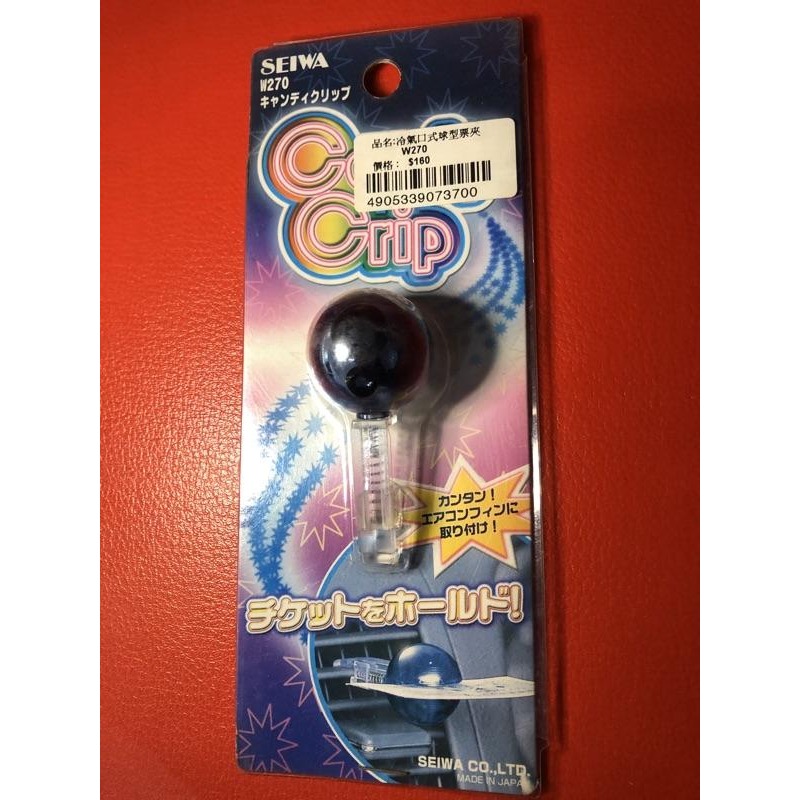 SEIWA
W270
キャンディクリップ
品名:冷氣口式球型票夾
W270
價格: $160
4905339073700
Crip
カンタン!
エアコンフィンに
取り付け!
チケットをホールド!
SEIWA CO.,LTD.
MADE IN JAPAN